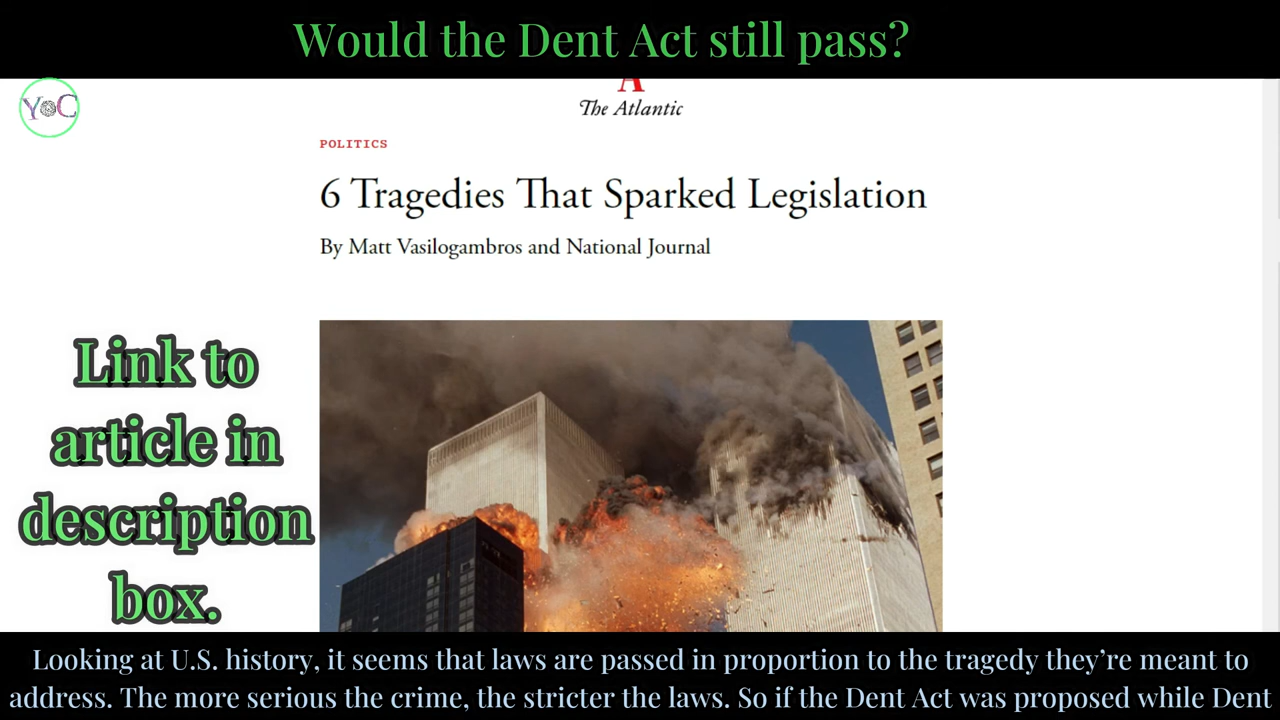 Would the Dent Act still pass?
YC
A
The Atlantic
POLITICS
6 Tragedies That Sparked Legislation
By Matt Vasilogambros and National Journal
Link to
article in
description
box.
Looking at U.S. history, it seems that laws are passed in proportion to the tragedy they’re meant to
address. The more serious the crime, the stricter the laws. So if the Dent Act was proposed while Dent